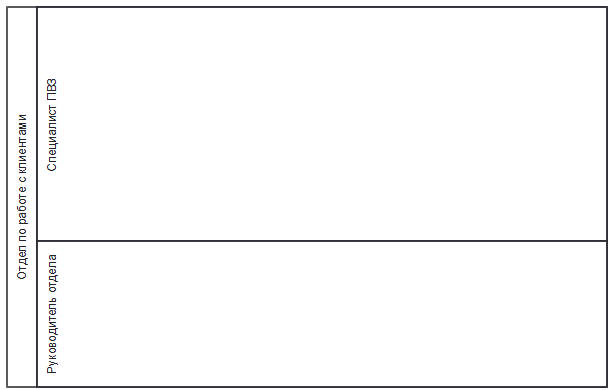 Отдел по работе с клиентами
Специалист ПВЗ
Руководитель отдела